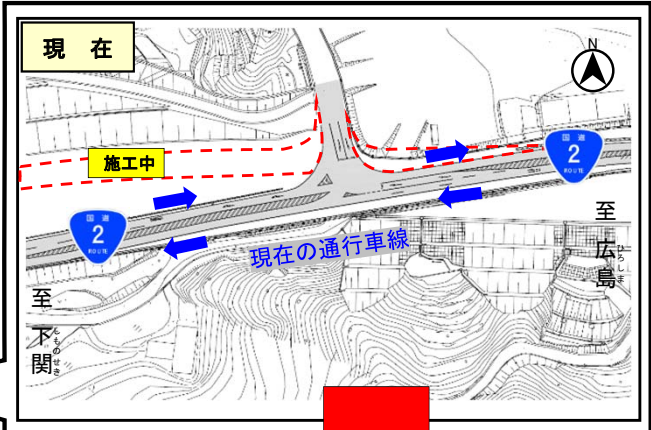 現 在
N
国 道
2
ROUTE
施工中
国 道
2
ROUTE
至広島
ひろしま
現在の通行車線
至下関
しものせき